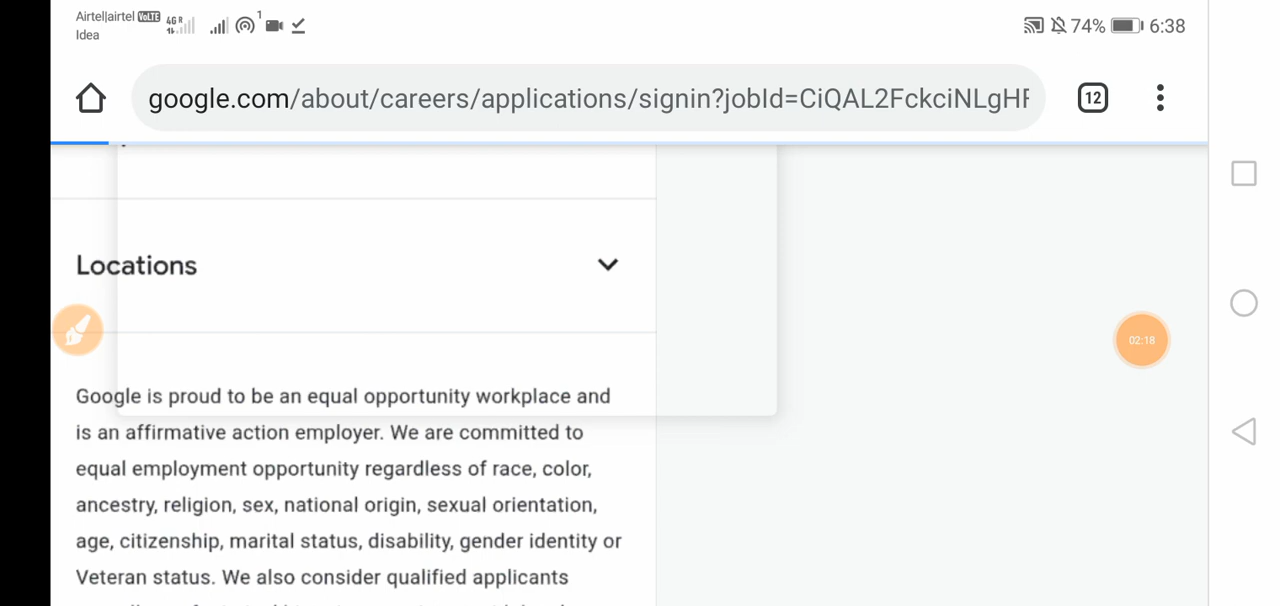 Airtel|airtel VoLTE 4G R 1 74% 6:38
Idea
google.com/about/careers/applications/signin?jobId=CiQAL2FckciNLgHF 12
Locations
02:18
Google is proud to be an equal opportunity workplace and
is an affirmative action employer. We are committed to
equal employment opportunity regardless of race, color,
ancestry, religion, sex, national origin, sexual orientation,
age, citizenship, marital status, disability, gender identity or
Veteran status. We also consider qualified applicants